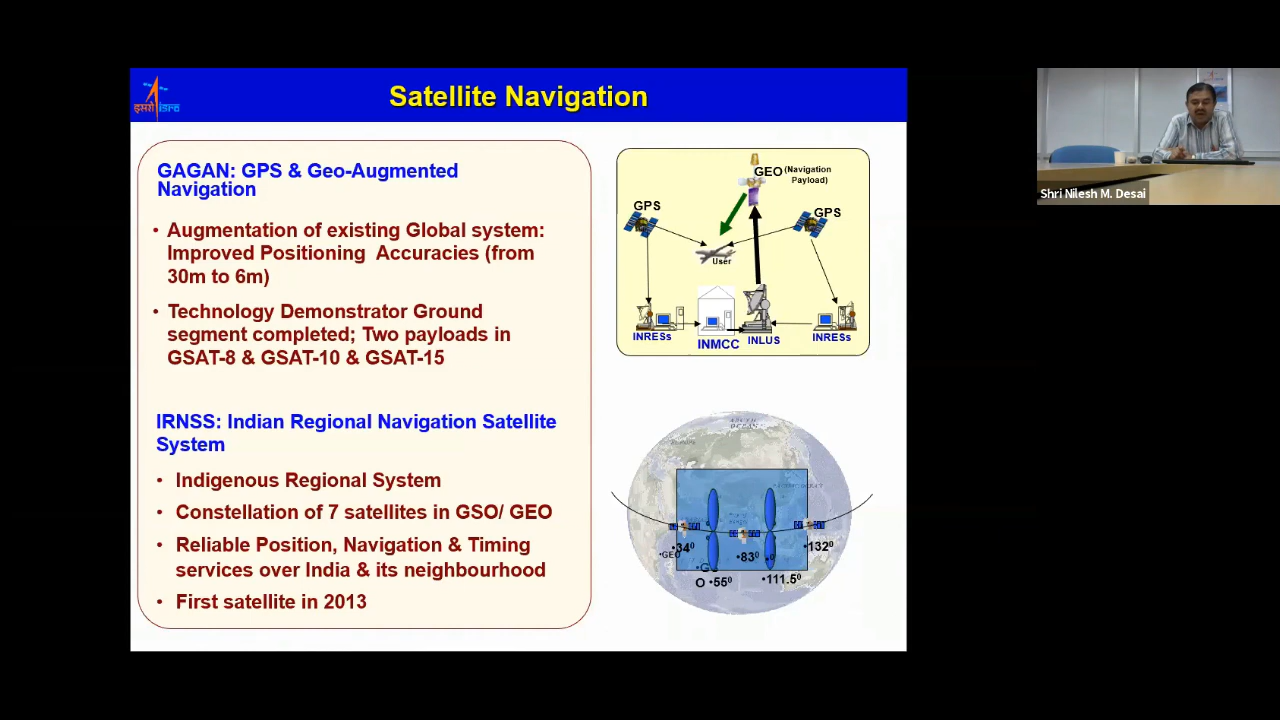 Satellite Navigation
इसरो isro
GAGAN: GPS & Geo-Augmented
Navigation
• Augmentation of existing Global system:
Improved Positioning Accuracies (from
30m to 6m)
• Technology Demonstrator Ground
segment completed; Two payloads in
GSAT-8 & GSAT-10 & GSAT-15
IRNSS: Indian Regional Navigation Satellite
System
• Indigenous Regional System
• Constellation of 7 satellites in GSO/ GEO
• Reliable Position, Navigation & Timing
services over India & its neighbourhood
• First satellite in 2013
GEO (Navigation
Payload)
GPS
GPS
User
INRESs
INMCC
INLUS
INRESs
OCEAN
•34⁰
•GEO
•83⁰
•132⁰
O •55⁰
•111.5⁰
Shri Nilesh M. Desai